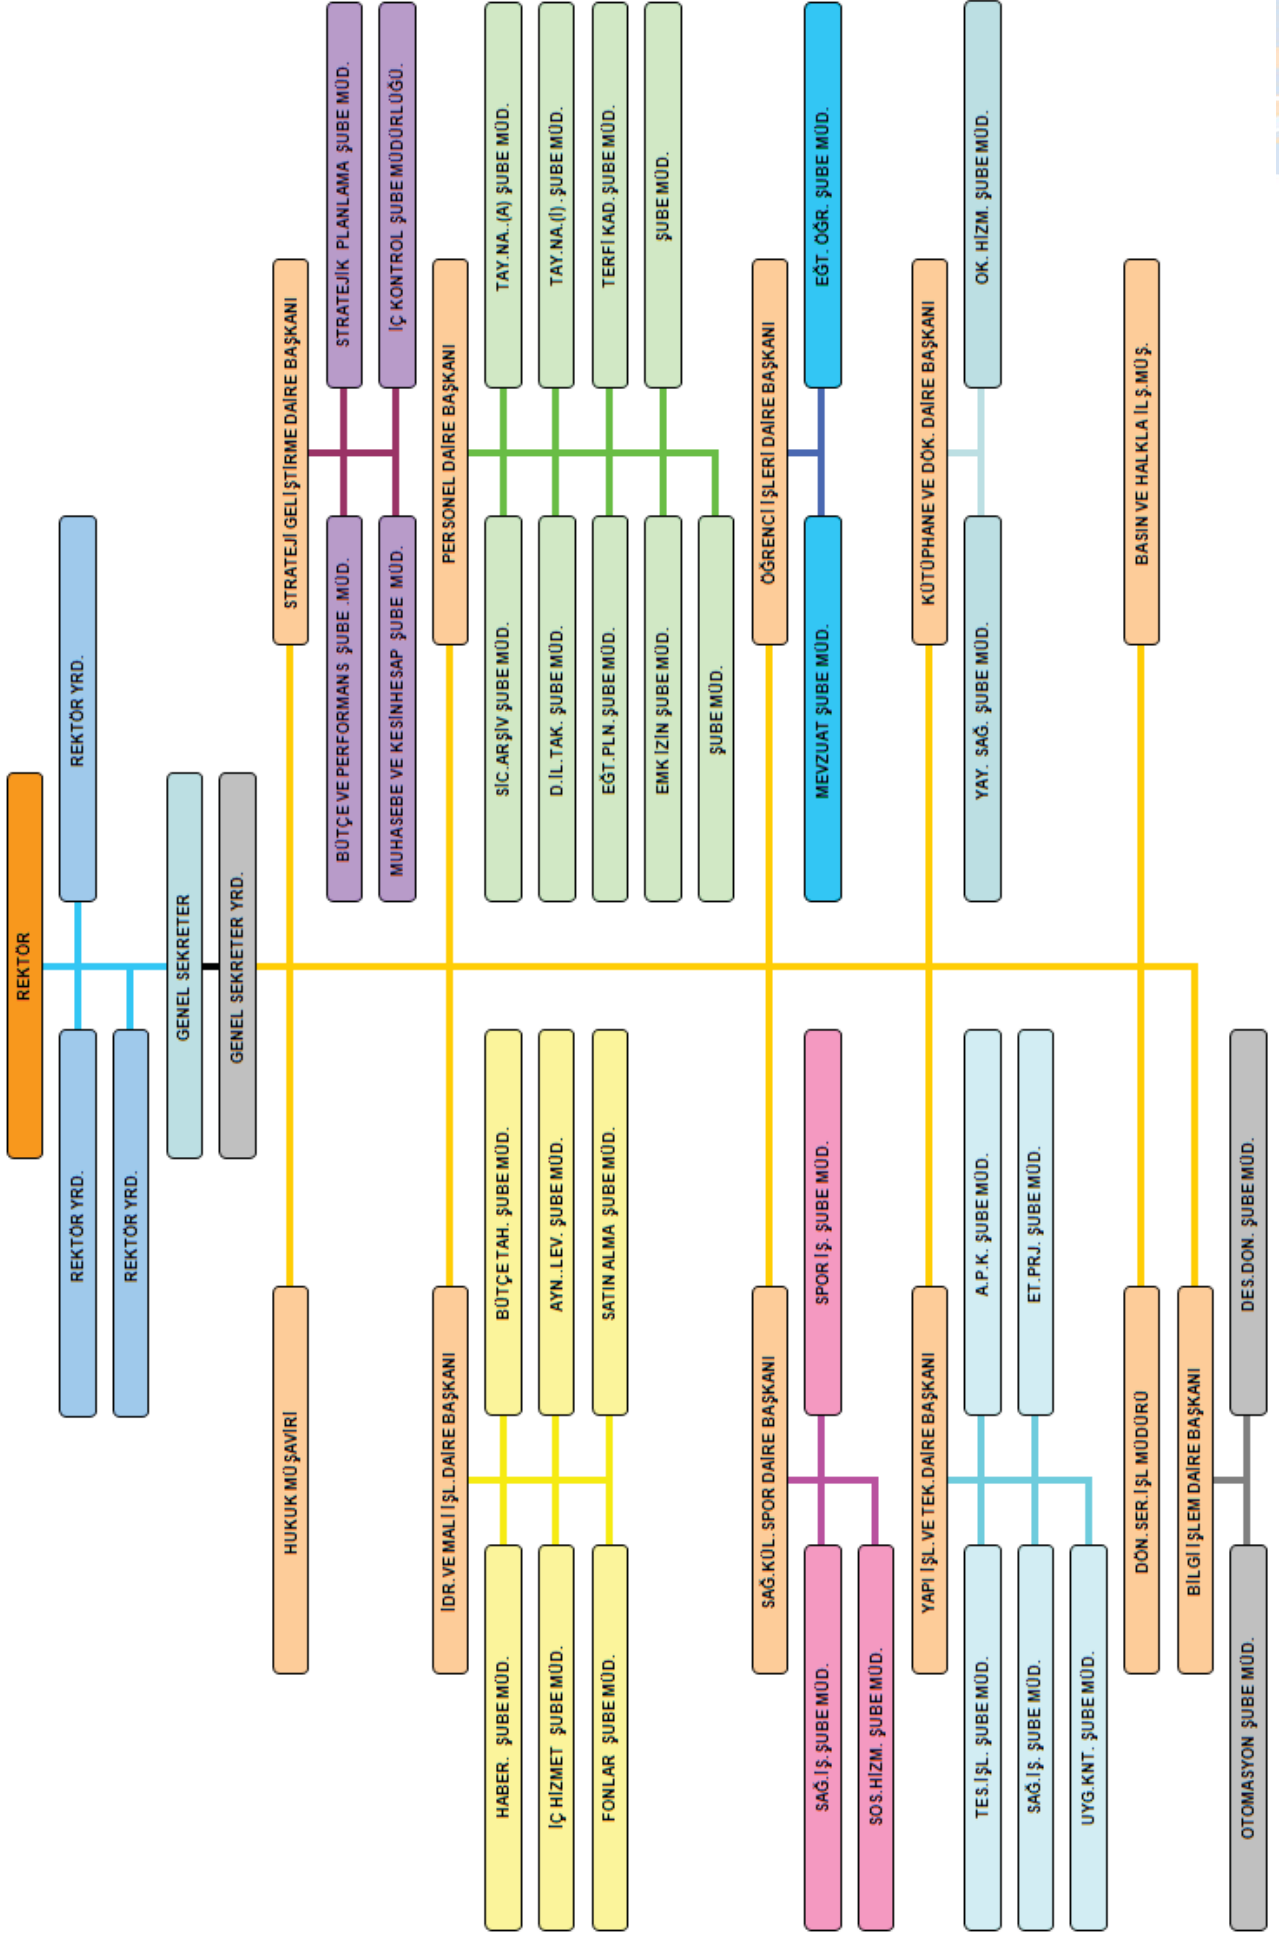 REKTÖR
REKTÖR YRD.
REKTÖR YRD.
REKTÖR YRD.
GENEL SEKRETER
GENEL SEKRETER YRD.
HUKUK MÜŞAVİRİ
STRATEJİ GELİŞTİRME DAİRE BAŞKANI
BÜTÇE VE PERFORMANS ŞUBE .MÜD.
STRATEJİK PLANLAMA ŞUBE MÜD.
MUHASEBE VE KESİNHESAP ŞUBE MÜD.
İÇ KONTROL ŞUBE MÜDÜRLÜĞÜ.
İDR.VE MALİ İŞL.DAİRE BAŞKANI
HABER. ŞUBE MÜD.
BÜTÇE TAH. ŞUBE MÜD.
İÇ HİZMET ŞUBE MÜD.
AYN..LEV. ŞUBE MÜD.
FONLAR ŞUBE MÜD.
SATIN ALMA ŞUBE MÜD.
PERSONEL DAİRE BAŞKANI
SİC.ARŞİV ŞUBE MÜD.
TAY.NA..(A) ŞUBE MÜD.
D.İL.TAK. ŞUBE MÜD.
TAY.NA.(İ) .ŞUBE MÜD.
EĞT.PLN.ŞUBE MÜD.
TERFİ KAD.ŞUBE MÜD.
EMK İZİN ŞUBE MÜD.
ŞUBE MÜD.
ŞUBE MÜD.
SAĞ.KÜL.SPOR DAİRE BAŞKANI
SAĞ.İŞ.ŞUBE MÜD.
SPOR İŞ. ŞUBE MÜD.
SOS.HİZM. ŞUBE MÜD.
ÖĞRENCİ İŞLERİ DAİRE BAŞKANI
MEVZUAT ŞUBE MÜD.
EĞT. ÖĞR. ŞUBE MÜD.
YAPI İŞL.VE TEK.DAİRE BAŞKANI
TES.İŞL. ŞUBE MÜD.
A.P.K. ŞUBE MÜD.
SAĞ.İŞ. ŞUBE MÜD.
ET.PRJ. ŞUBE MÜD.
UYG.KNT. ŞUBE MÜD.
KÜTÜPHANE VE DÖK. DAİRE BAŞKANI
YAY. SAĞ. ŞUBE MÜD.
OK. HİZM. ŞUBE MÜD.
DÖN. SER.İŞL MÜDÜRÜ
BASIN VE HALKLA İLŞ.MÜŞ.
BİLGİ İŞLEM DAİRE BAŞKANI
OTOMASYON ŞUBE MÜD.
DES.DON. ŞUBE MÜD.